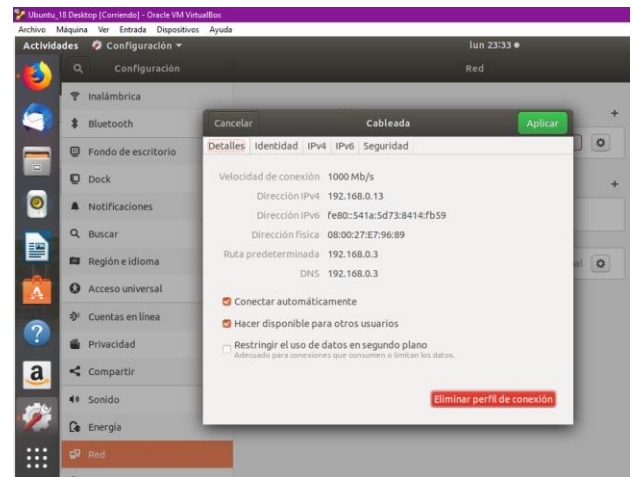 Ubuntu_18 Desktop [Corriendo] - Oracle VM VirtualBox
Archivo Máquina Ver Entrada Dispositivos Ayuda
Actividades Configuración lun 23:33
Configuración Red
Inalámbrica
Bluetooth
Fondo de escritorio
Dock
Notificaciones
Buscar
Región e idioma
Acceso universal
Cuentas en línea
Privacidad
Compartir
Sonido
Energía
Red
Cancelar Cableada Aplicar
Detalles Identidad IPv4 IPv6 Seguridad
Velocidad de conexión 1000 Mb/s
Dirección IPv4 192.168.0.13
Dirección IPv6 fe80::541a:5d73:8414:fb59
Dirección física 08:00:27:E7:96:89
Ruta predeterminada 192.168.0.3
DNS 192.168.0.3
Conectar automáticamente
Hacer disponible para otros usuarios
Restringir el uso de datos en segundo plano
Adecuado para conexiones que consumen o limitan los datos.
Eliminar perfil de conexión